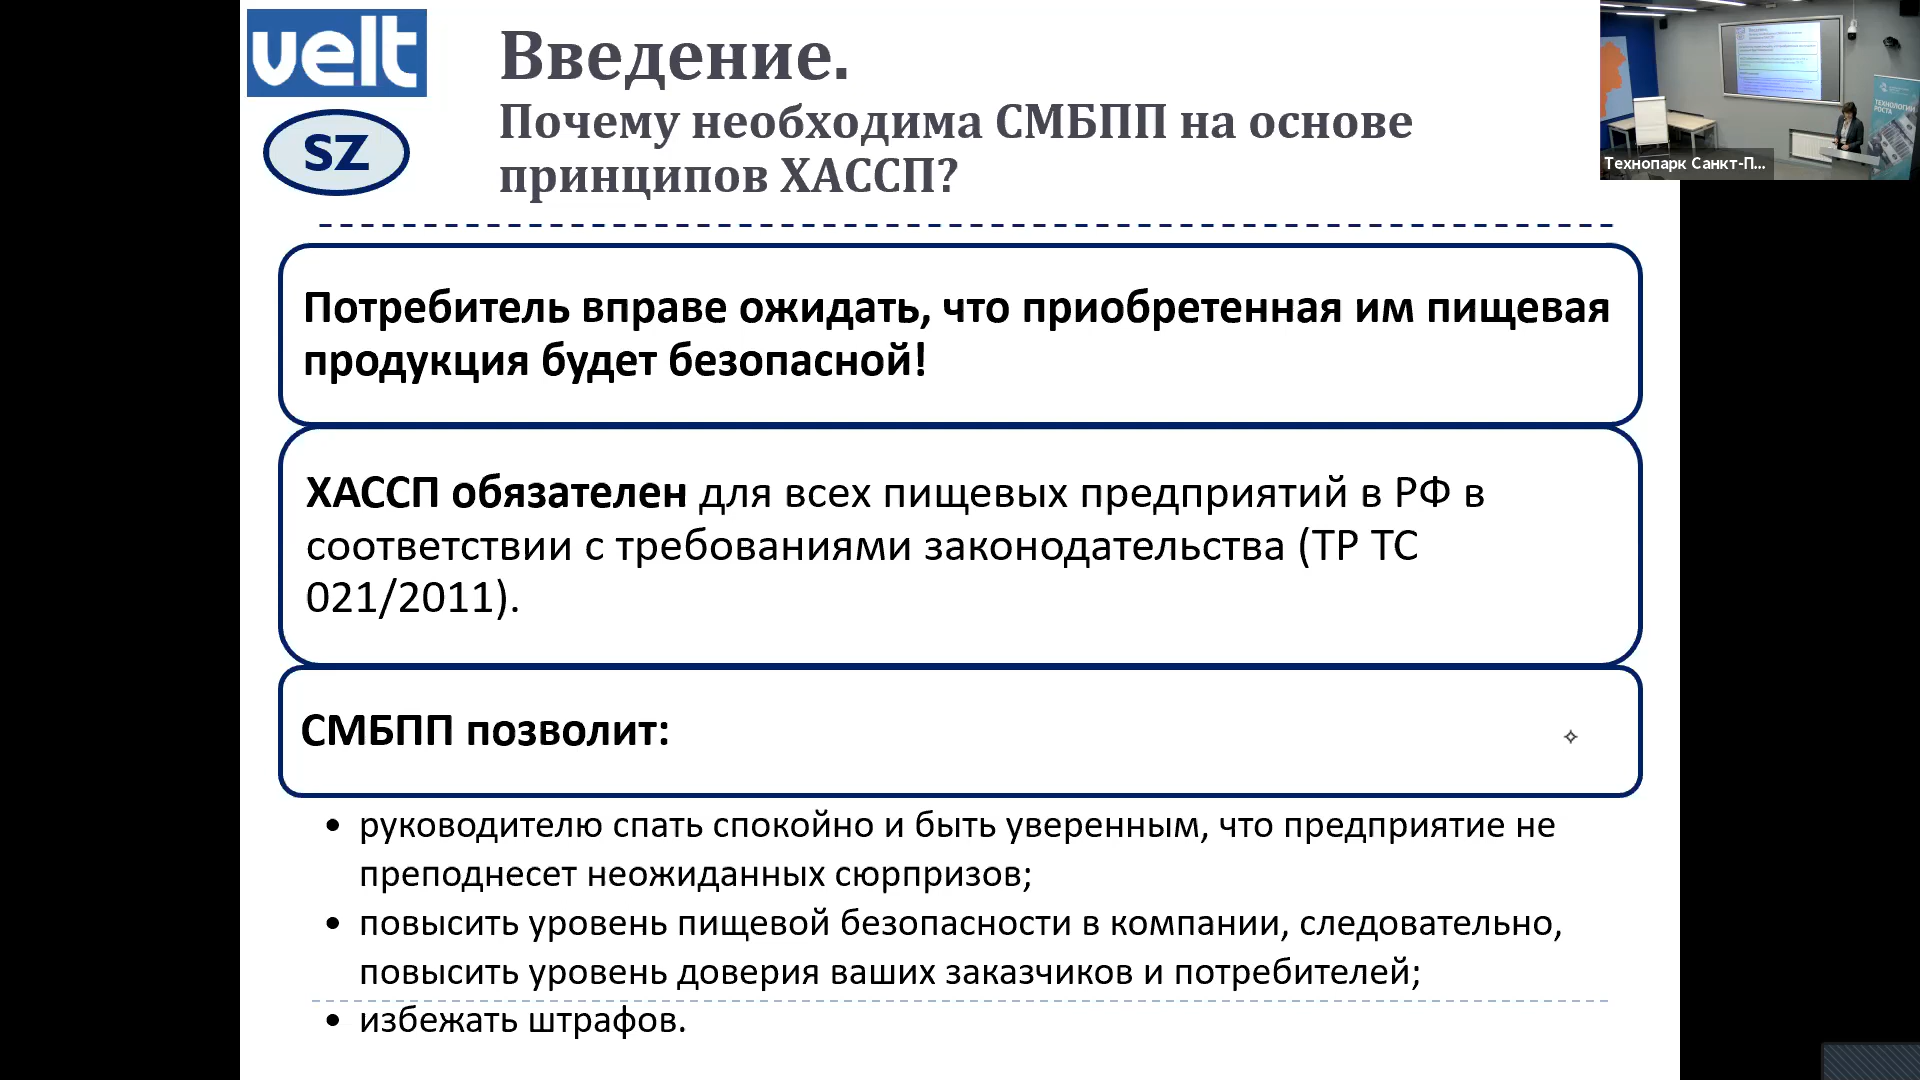 velt
SZ
Введение.
Почему необходима СМБПП на основе
принципов ХАССП?
Технопарк Санкт-П...
ТЕХНОЛОГИИ
РОСТА
Потребитель вправе ожидать, что приобретенная им пищевая
продукция будет безопасной!
ХАССП обязателен для всех пищевых предприятий в РФ в
соответствии с требованиями законодательства (ТР ТС
021/2011).
СМБПП позволит:
• руководителю спать спокойно и быть уверенным, что предприятие не
преподнесет неожиданных сюрпризов;
• повысить уровень пищевой безопасности в компании, следовательно,
повысить уровень доверия ваших заказчиков и потребителей;
• избежать штрафов.